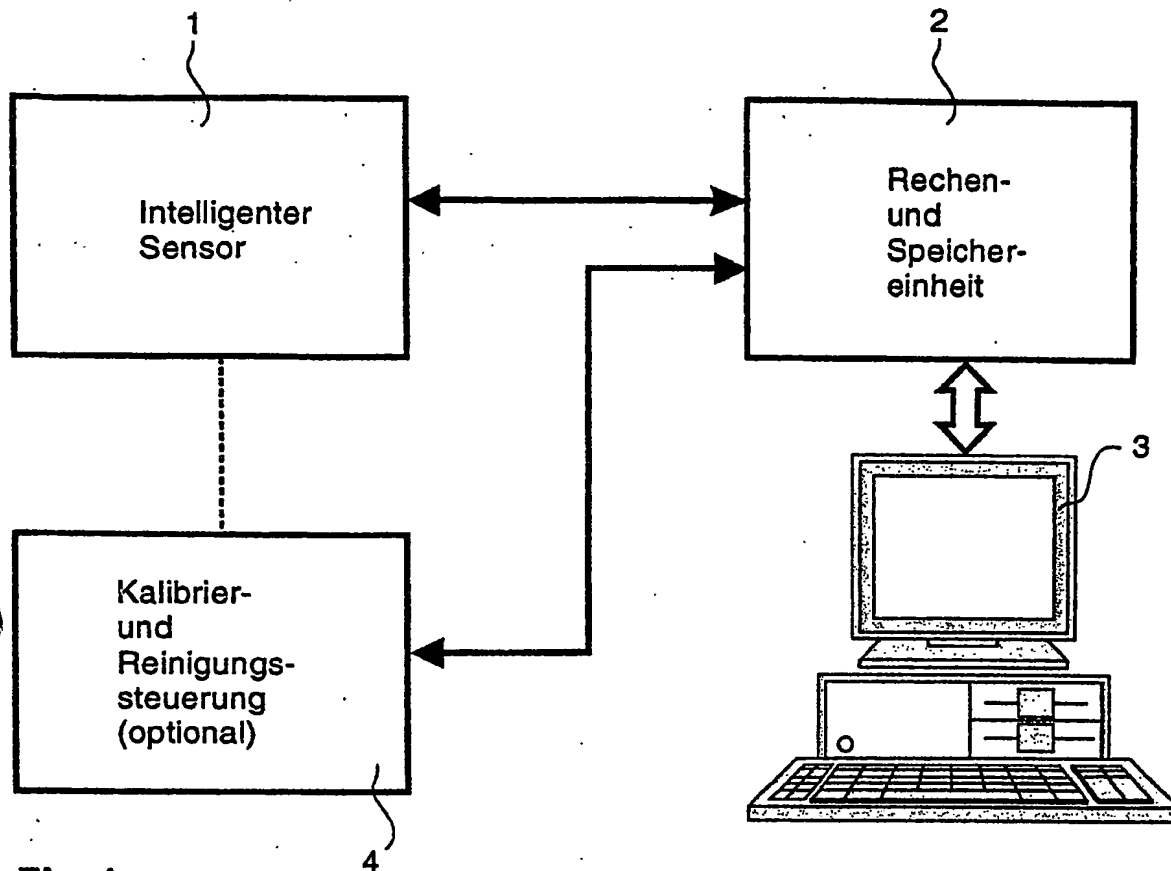 1
2
Intelligenter
Sensor
Rechen-
und
Speicher-
einheit
3
Kalibrier-
und
Reinigungs-
steuerung
(optional)
4